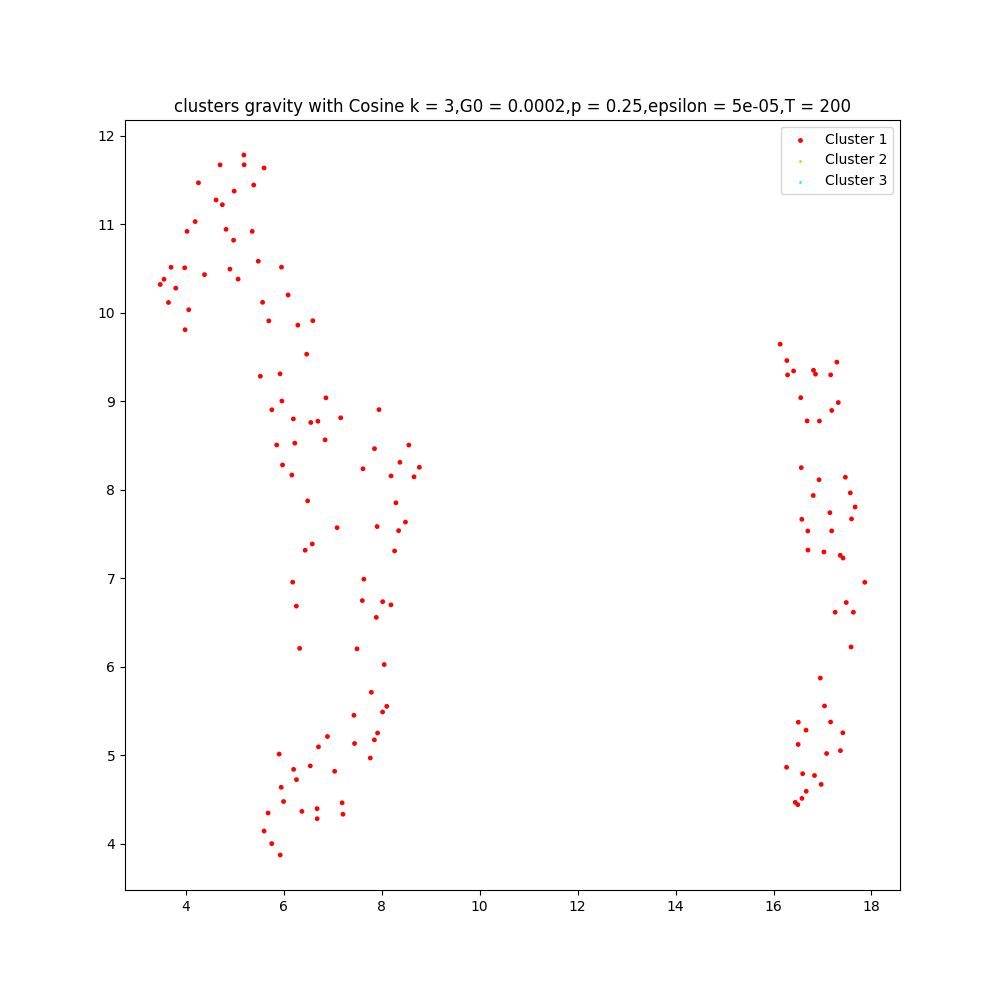 clusters gravity with Cosine k = 3,G0 = 0.0002,p = 0.25,epsilon = 5e-05,T = 200
Cluster 1
Cluster 2
Cluster 3
12
11
10
9
8
7
6
5
4
4 6 8 10 12 14 16 18